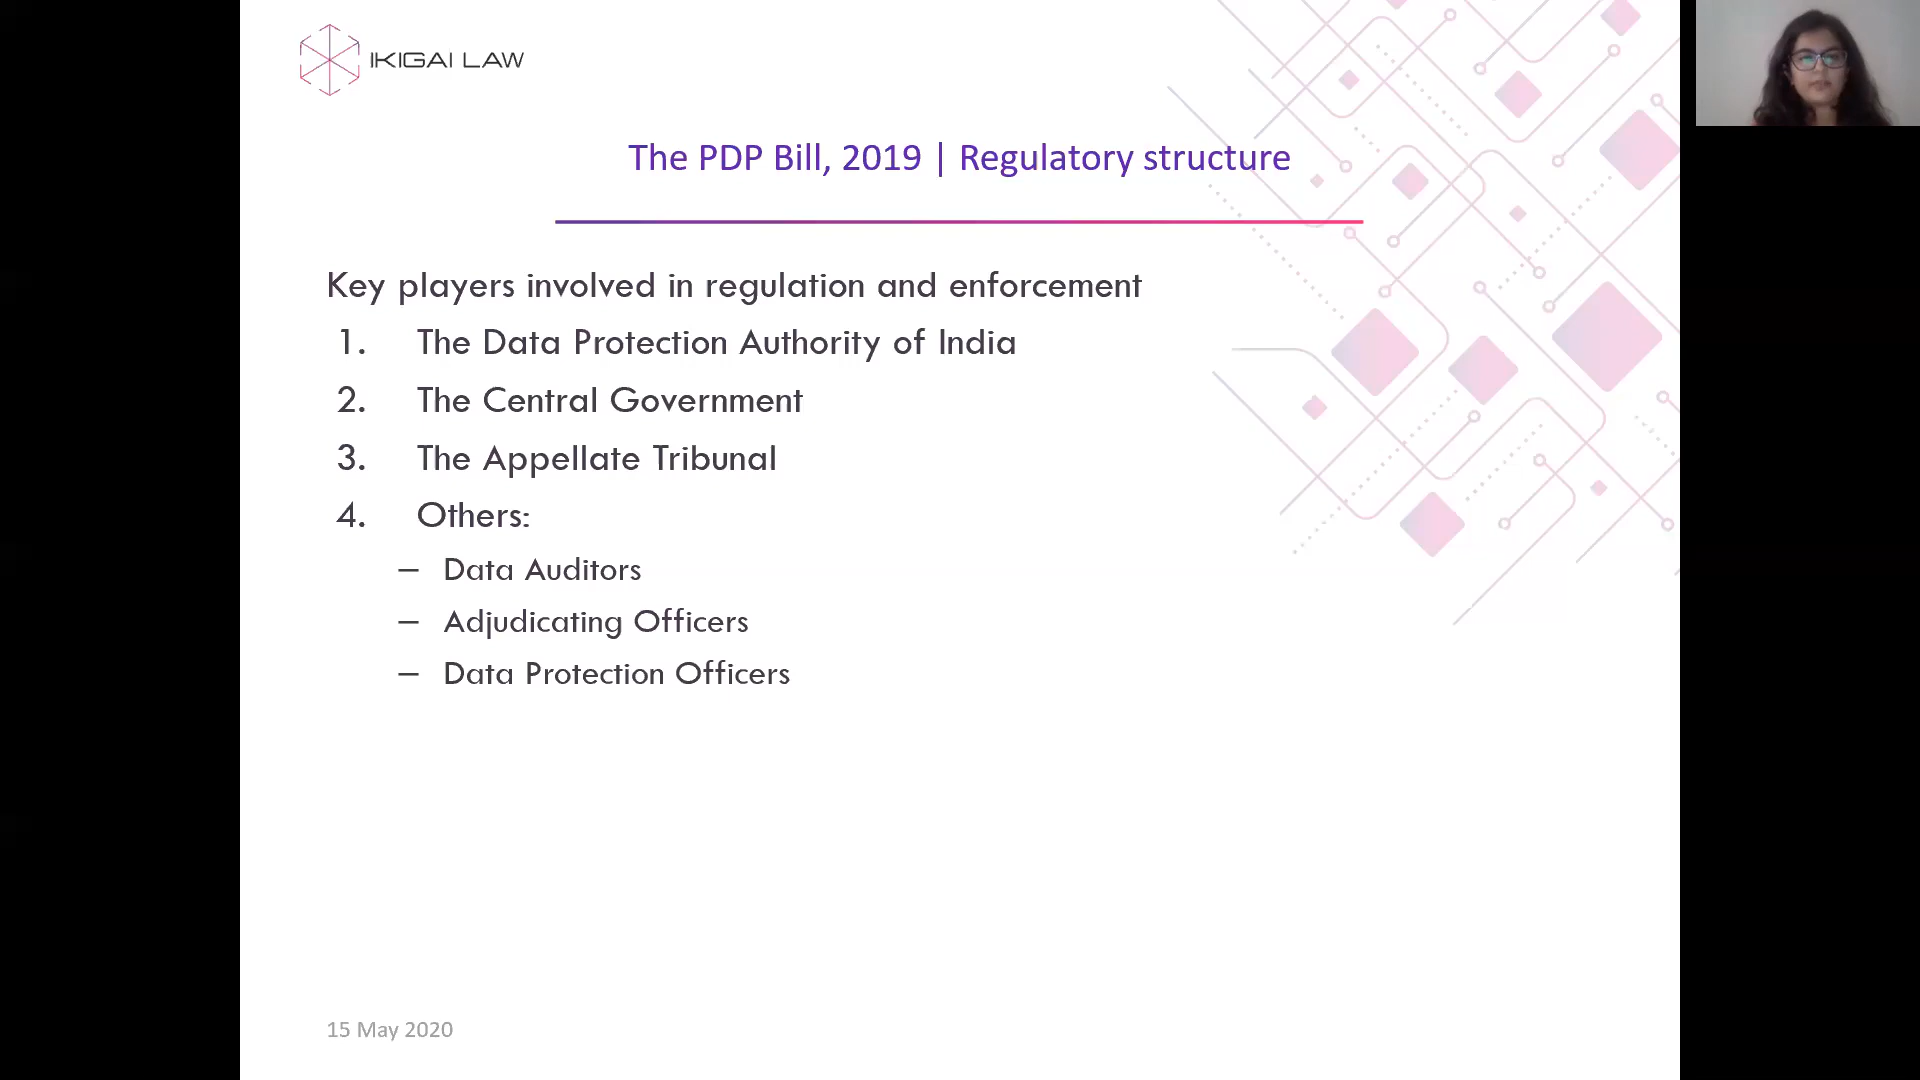 IKIGAI LAW
The PDP Bill, 2019 | Regulatory structure
Key players involved in regulation and enforcement
1. The Data Protection Authority of India
2. The Central Government
3. The Appellate Tribunal
4. Others:
– Data Auditors
– Adjudicating Officers
– Data Protection Officers
15 May 2020